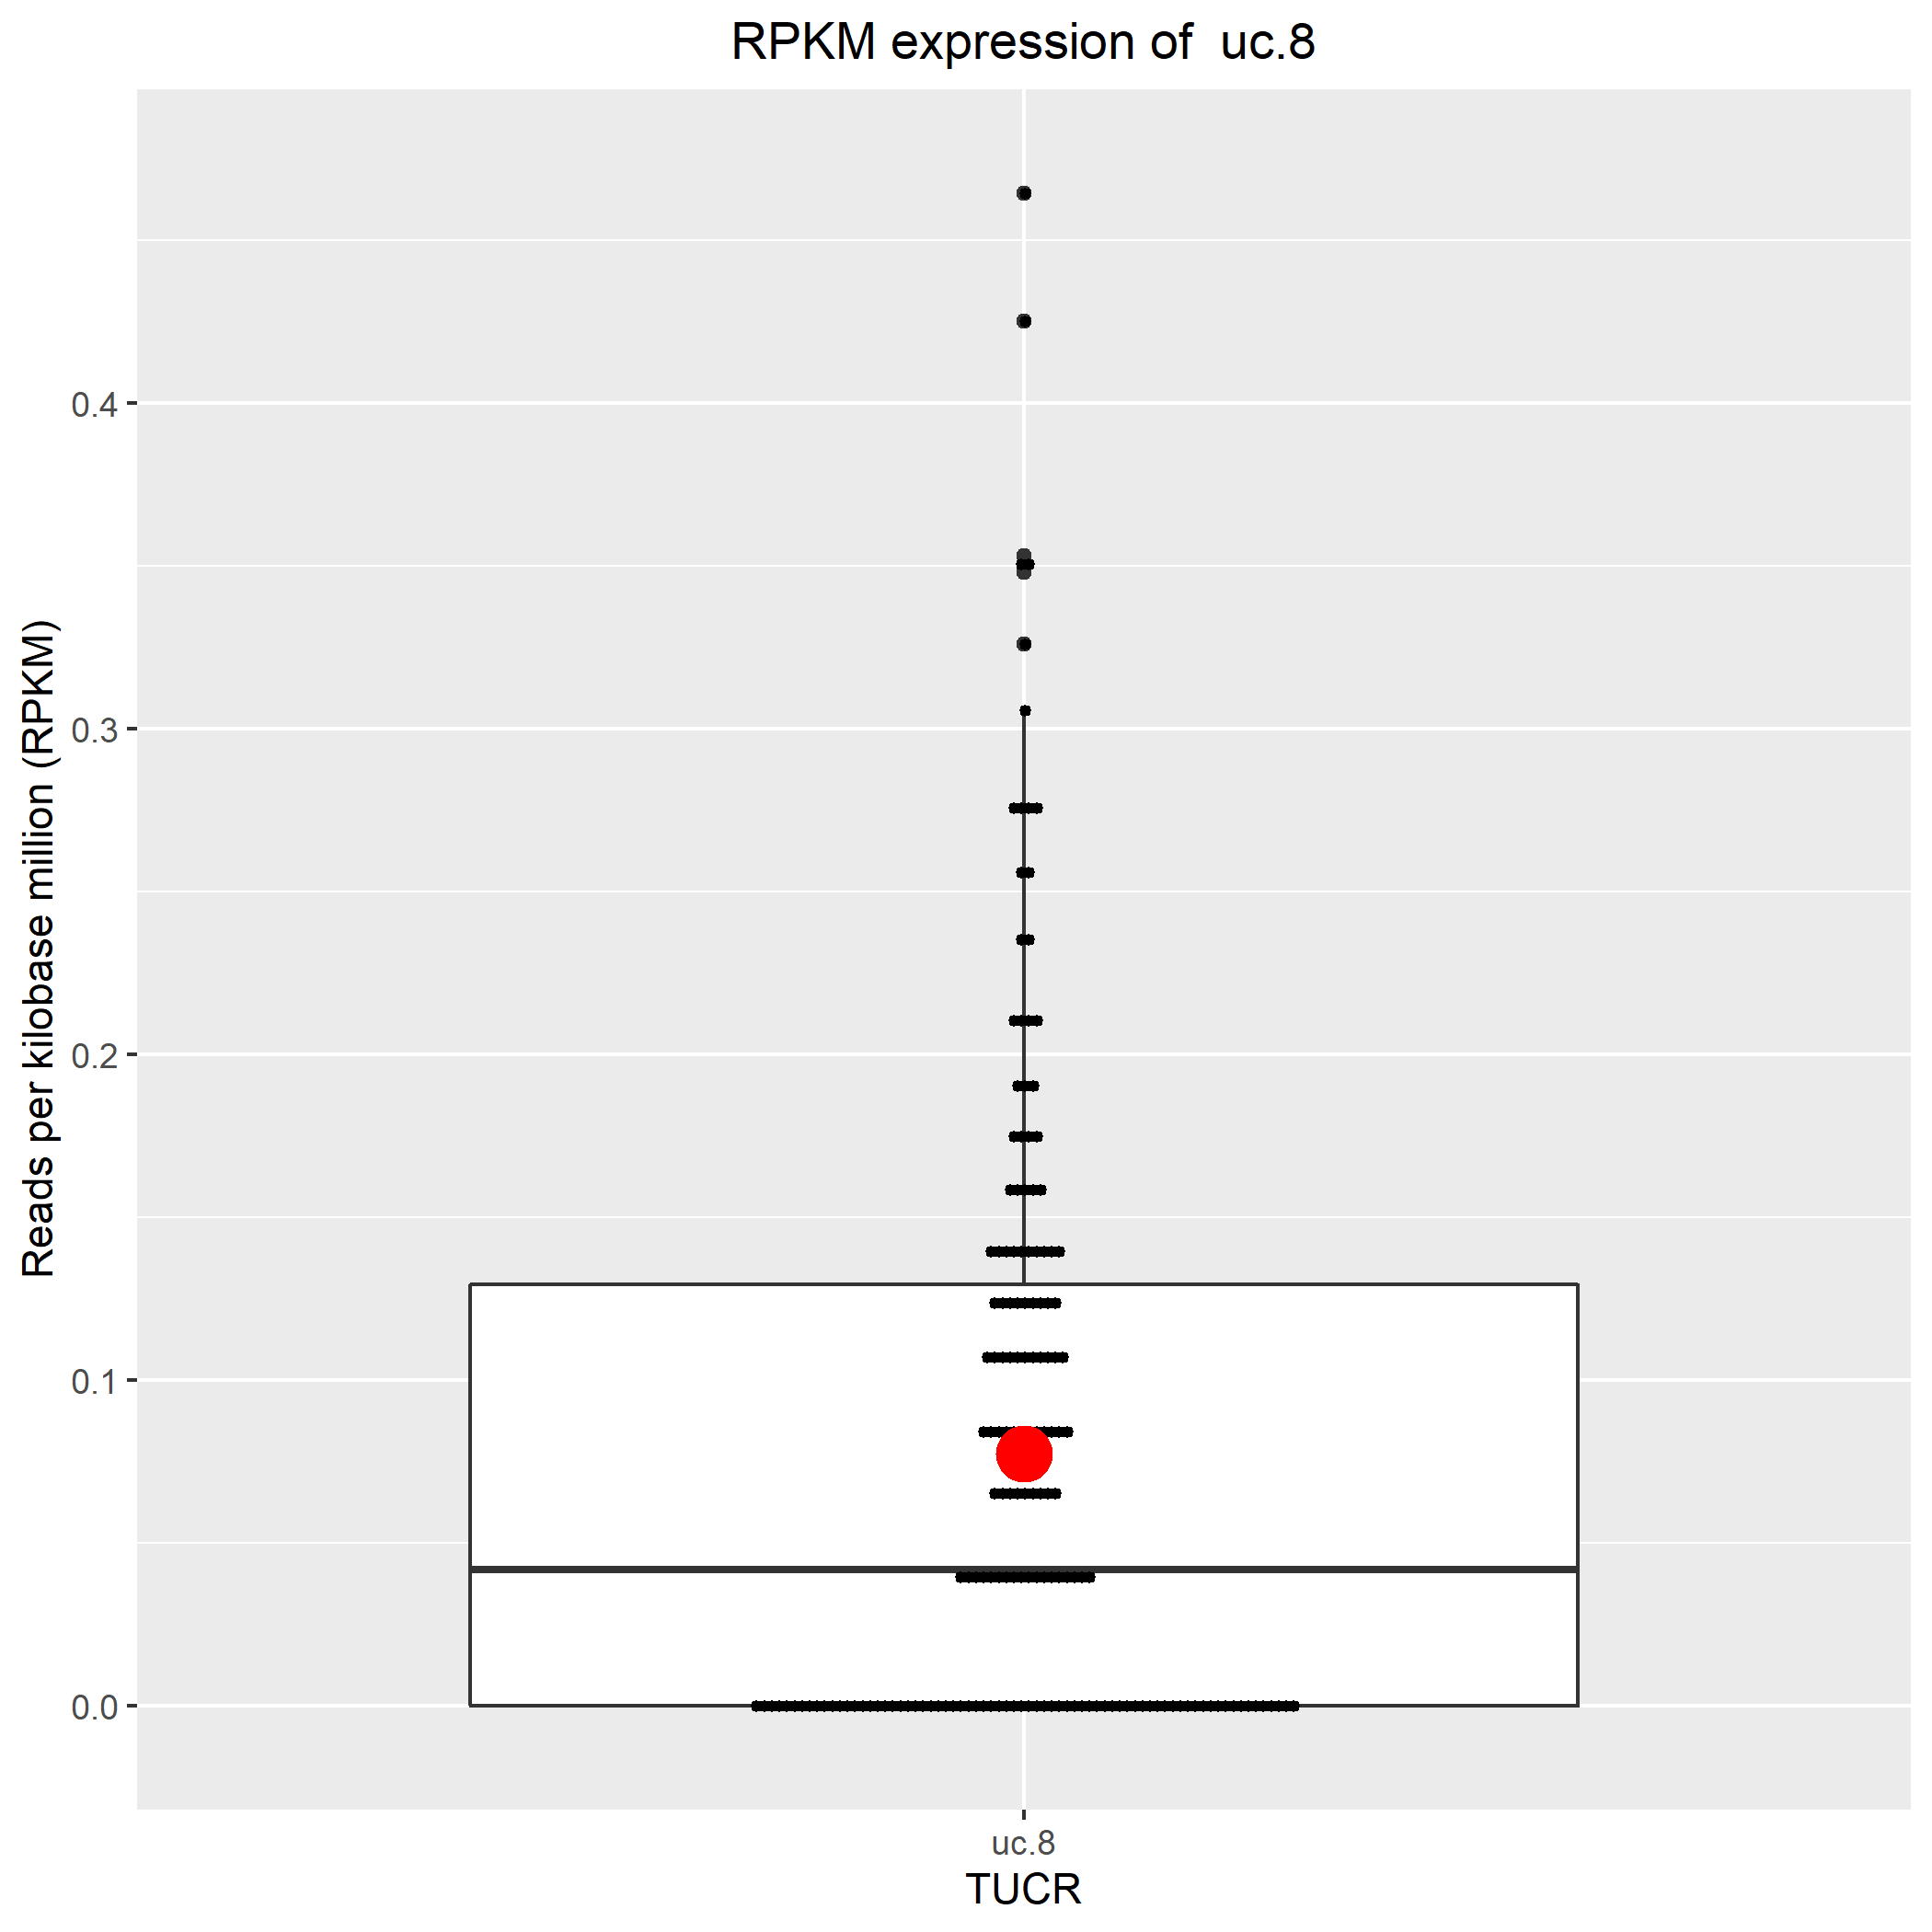 RPKM expression of  uc.8
Reads per kilobase million (RPKM)
0.4
0.3
0.2
0.1
0.0
uc.8
TUCR